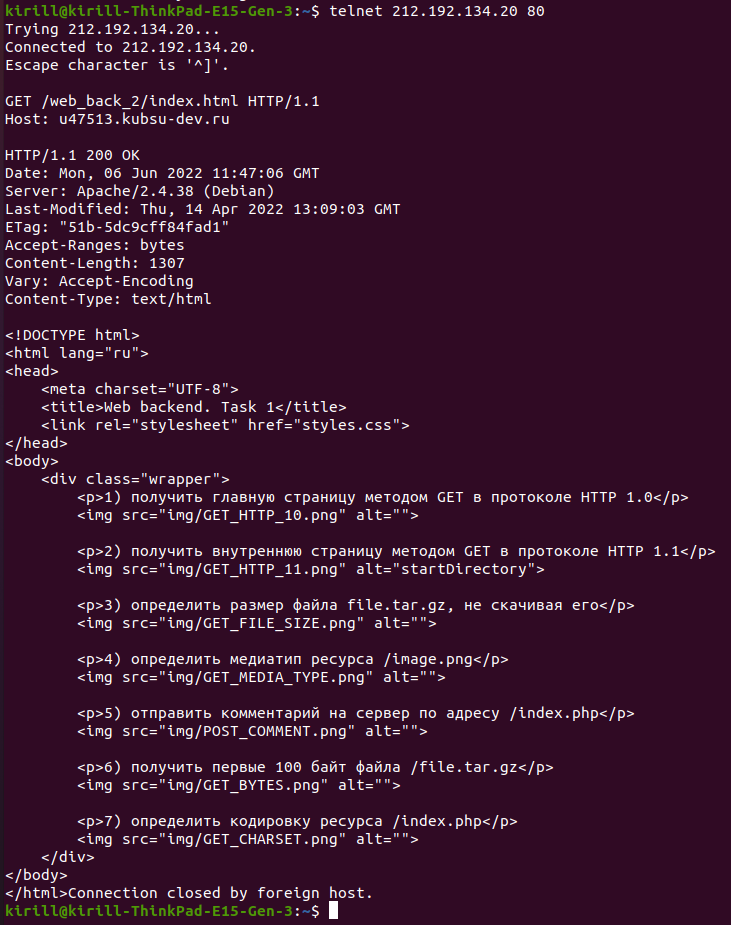 kirill@kirill-ThinkPad-E15-Gen-3:~$ telnet 212.192.134.20 80
Trying 212.192.134.20...
Connected to 212.192.134.20.
Escape character is '^]'.

GET /web_back_2/index.html HTTP/1.1
Host: u47513.kubsu-dev.ru

HTTP/1.1 200 OK
Date: Mon, 06 Jun 2022 11:47:06 GMT
Server: Apache/2.4.38 (Debian)
Last-Modified: Thu, 14 Apr 2022 13:09:03 GMT
ETag: "51b-5dc9cff84fad1"
Accept-Ranges: bytes
Content-Length: 1307
Vary: Accept-Encoding
Content-Type: text/html

<!DOCTYPE html>
<html lang="ru">
<head>
    <meta charset="UTF-8">
    <title>Web backend. Task 1</title>
    <link rel="stylesheet" href="styles.css">
</head>
<body>
    <div class="wrapper">
        <p>1) получить главную страницу методом GET в протоколе HTTP 1.0</p>
        <img src="img/GET_HTTP_10.png" alt="">

        <p>2) получить внутреннюю страницу методом GET в протоколе HTTP 1.1</p>
        <img src="img/GET_HTTP_11.png" alt="startDirectory">

        <p>3) определить размер файла file.tar.gz, не скачивая его</p>
        <img src="img/GET_FILE_SIZE.png" alt="">

        <p>4) определить медиатип ресурса /image.png</p>
        <img src="img/GET_MEDIA_TYPE.png" alt="">

        <p>5) отправить комментарий на сервер по адресу /index.php</p>
        <img src="img/POST_COMMENT.png" alt="">

        <p>6) получить первые 100 байт файла /file.tar.gz</p>
        <img src="img/GET_BYTES.png" alt="">

        <p>7) определить кодировку ресурса /index.php</p>
        <img src="img/GET_CHARSET.png" alt="">
    </div>
</body>
</html>Connection closed by foreign host.
kirill@kirill-ThinkPad-E15-Gen-3:~$